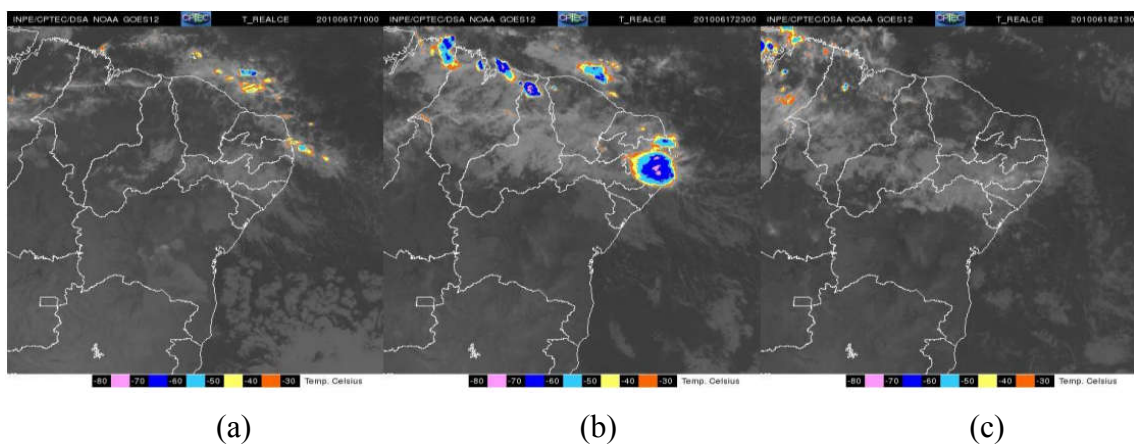 INPE/CPTEC/DSA NOAA GOES12 CPTEC T_REALCE 201006171000
INPE/CPTEC/DSA NOAA GOES12 CPTEC T_REALCE 201006172300
INPE/CPTEC/DSA NOAA GOES12 CPTEC T_REALCE 201006182130
-80 -70 -60 -50 -40 -30 Temp. Celsius
-80 -70 -60 -50 -40 -30 Temp. Celsius
-80 -70 -60 -50 -40 -30 Temp. Celsius
(a) (b) (c)